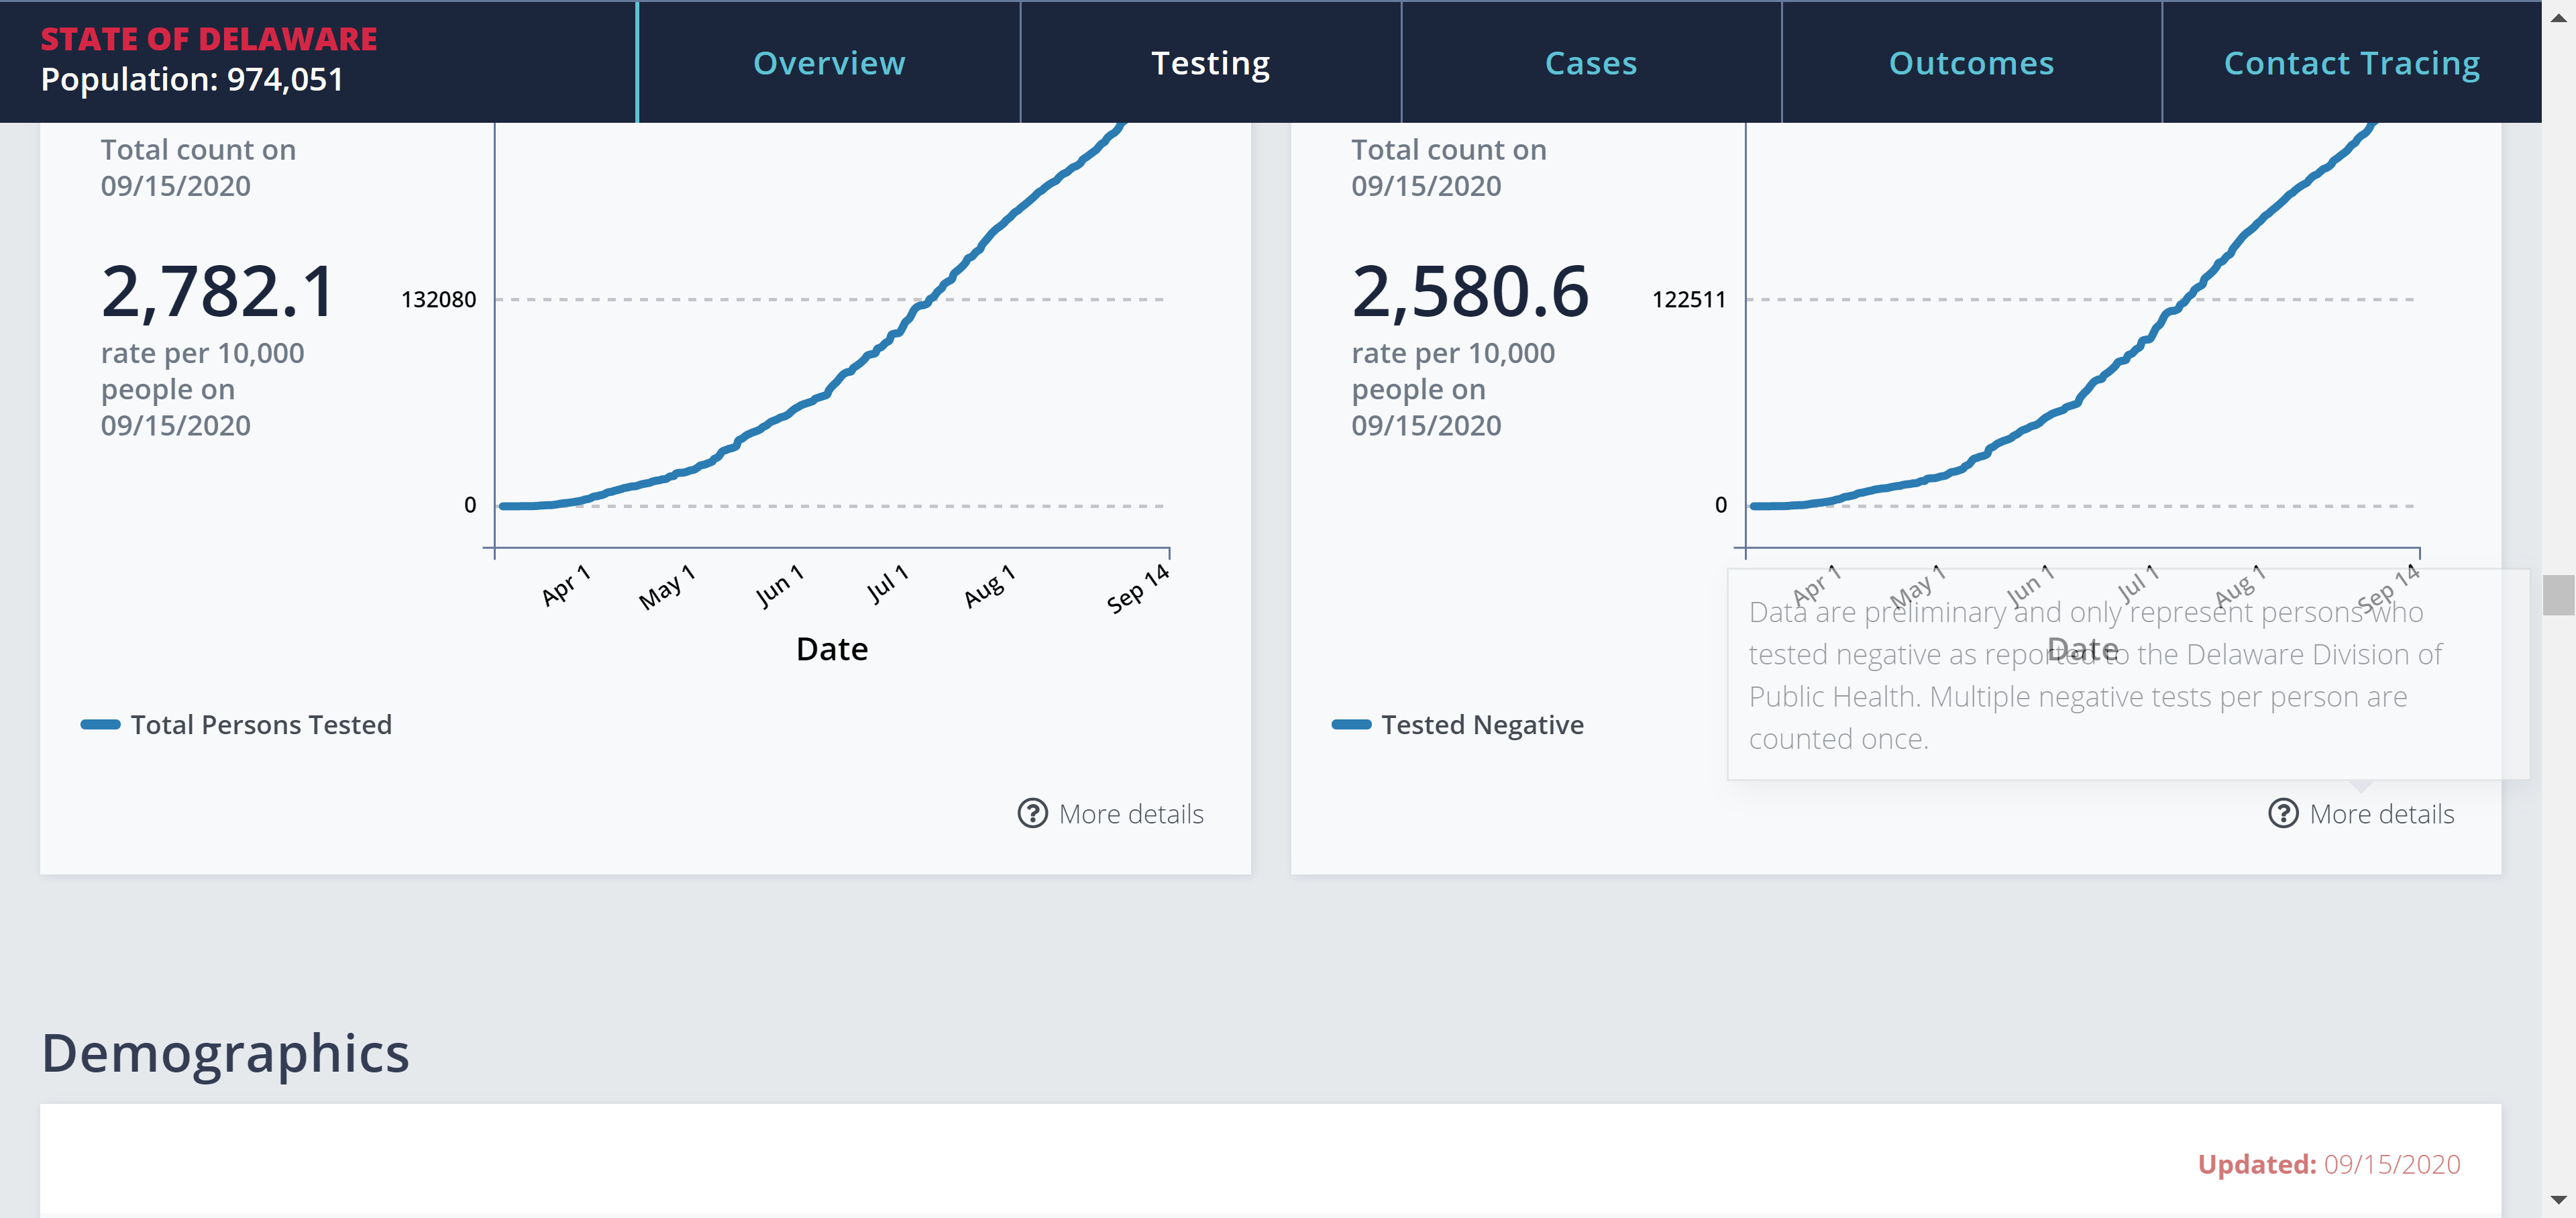 STATE OF DELAWARE
Population: 974,051
Overview
Testing
Cases
Outcomes
Contact Tracing
Total count on
09/15/2020
2,782.1
rate per 10,000
people on
09/15/2020
132080
0
Apr 1
May 1
Jun 1
Jul 1
Aug 1
Sep 14
Date
Total Persons Tested
More details
Total count on
09/15/2020
2,580.6
rate per 10,000
people on
09/15/2020
122511
0
Apr 1
May 1
Jun 1
Jul 1
Aug 1
Sep 14
Date
Data are preliminary and only represent persons who
tested negative as reported to the Delaware Division of
Public Health. Multiple negative tests per person are
counted once.
Tested Negative
More details
Demographics
Updated: 09/15/2020